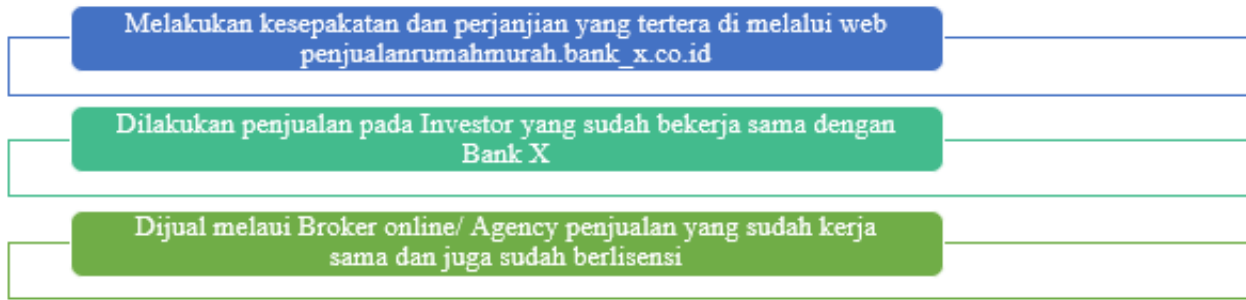 Melakukan kesepakatan dan perjanjian yang tertera di melalui web
penjualanrumahmurah.bank_x.co.id
Dilakukan penjualan pada Investor yang sudah bekerja sama dengan
Bank X
Dijual melaui Broker online/ Agency penjualan yang sudah kerja
sama dan juga sudah berlisensi